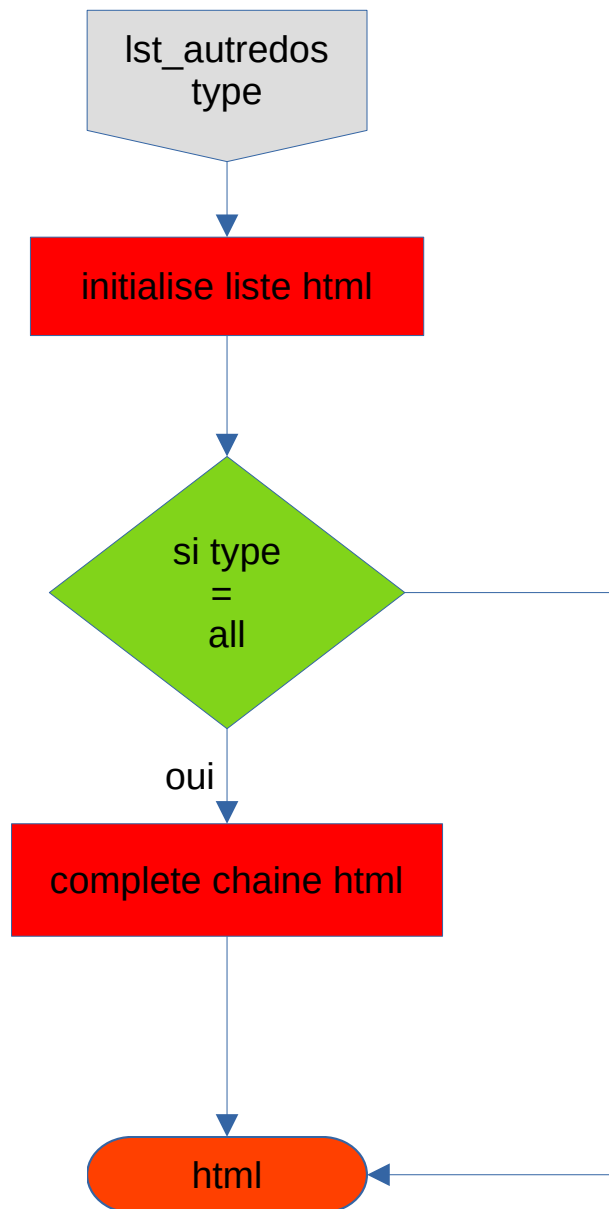 lst_autredos
type
initialise liste html
si type
=
all
oui
complete chaine html
html